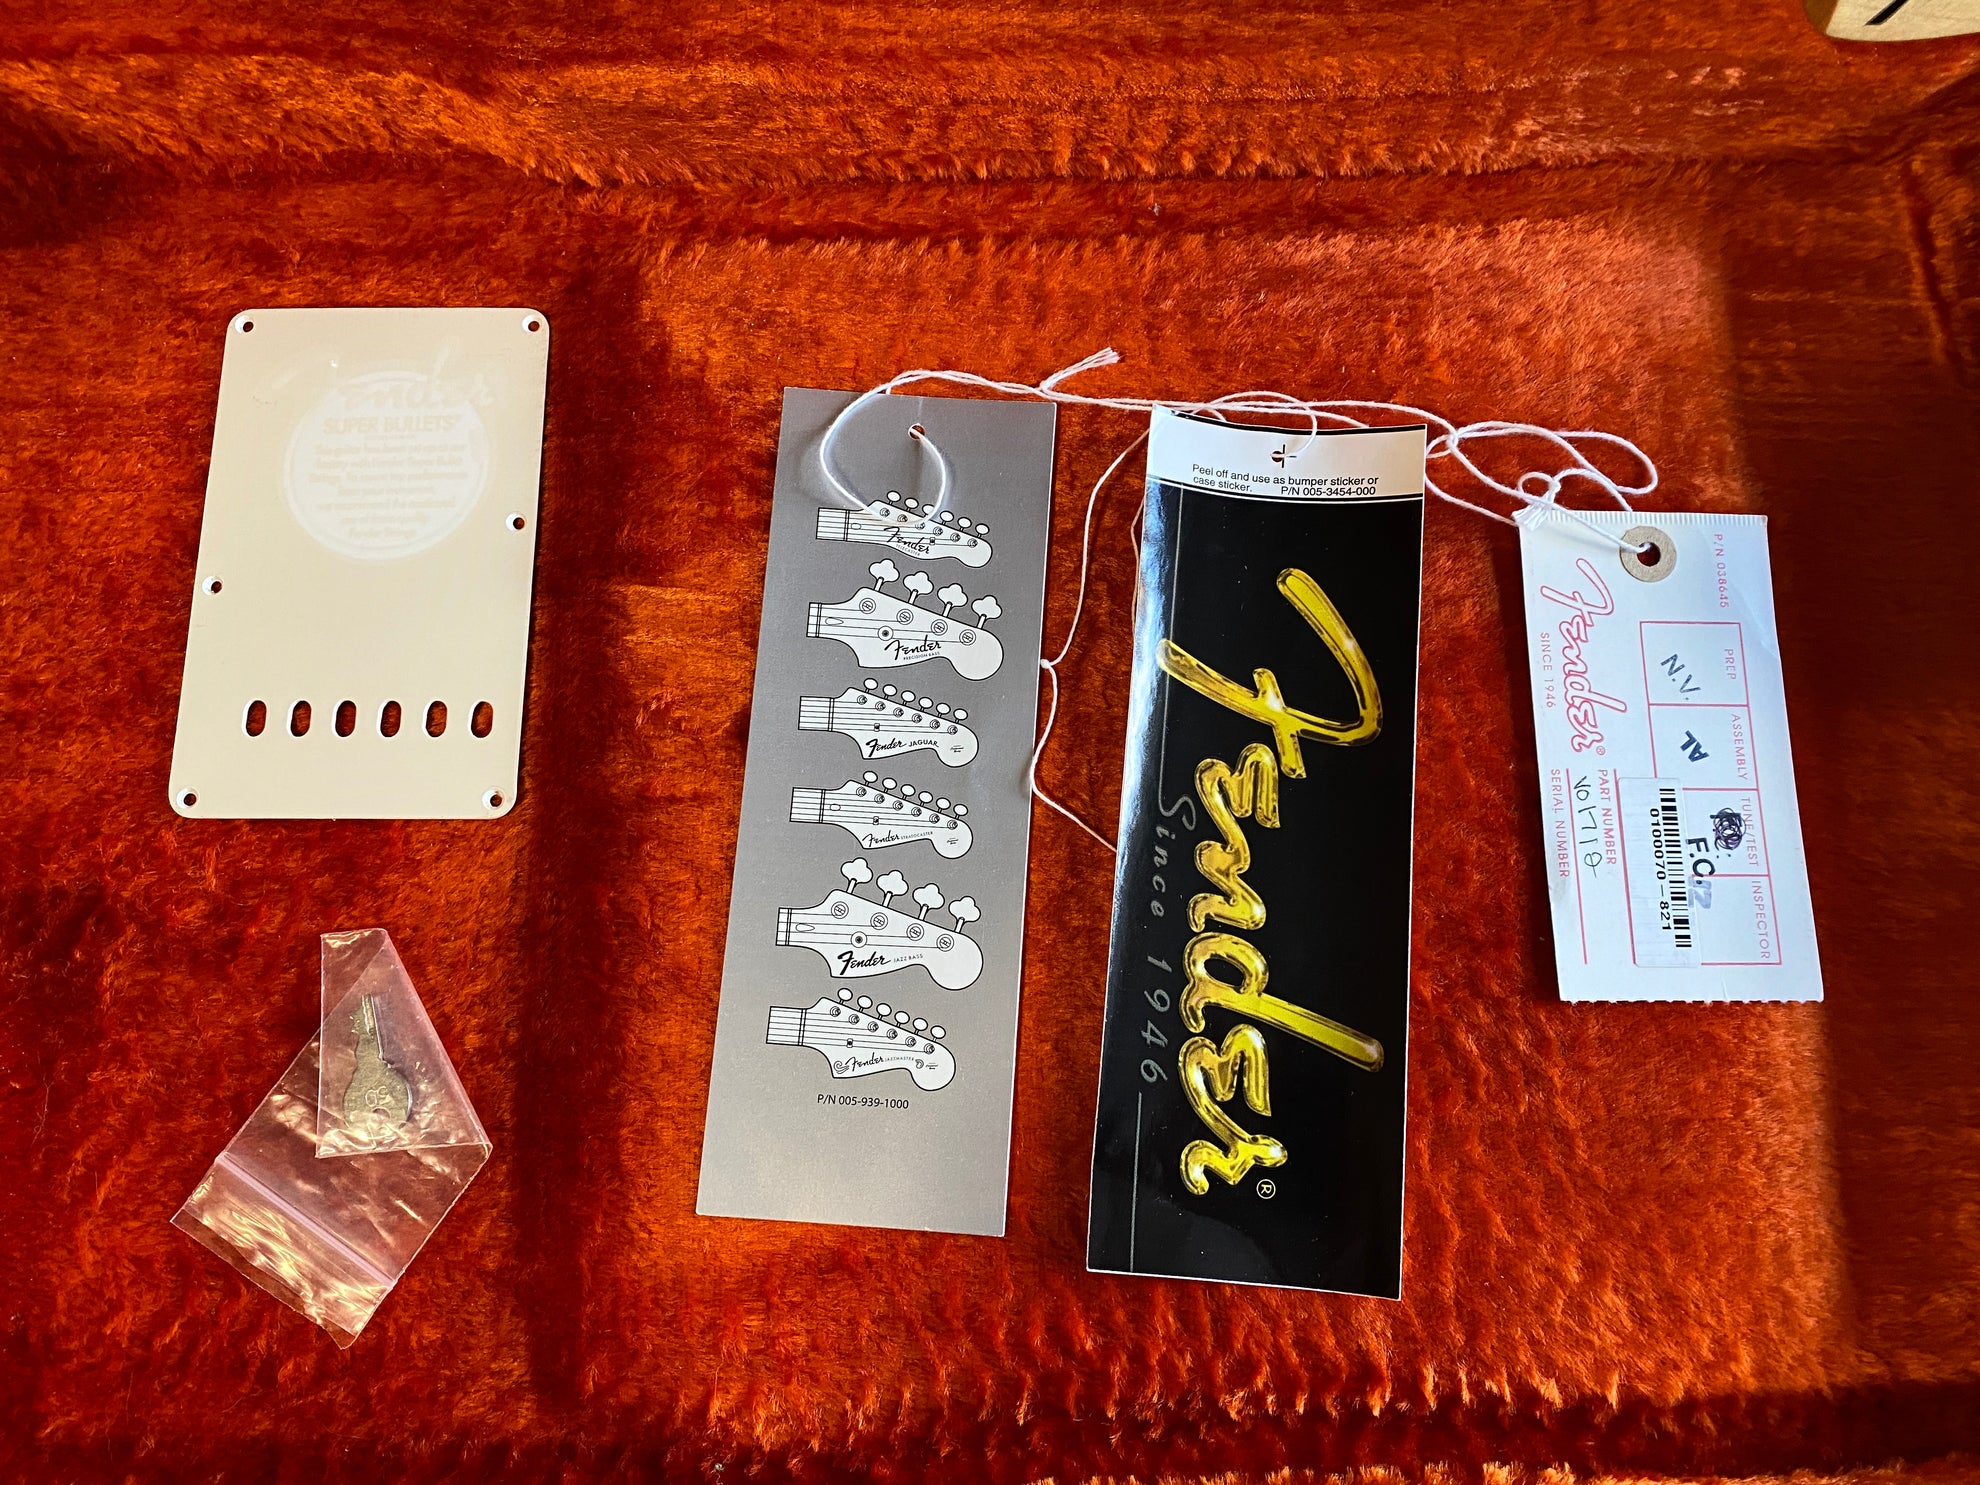 Fender
SUPER BULLETS
Fender
TELECASTER
Fender
PRECISION BASS
Fender JAGUAR
Fender STRATOCASTER
Fender JAZZ BASS
Fender JAZZMASTER
P/N 005-939-1000
Peel off and use as bumper sticker or
case sticker. P/N 005-3454-000
Fender®
Since 1946
P/N 038645
PREP
ASSEMBLY
TUNE/TEST
INSPECTOR
N.V.
AL
F.C.
0100070-821
Fender®
SINCE 1946
PART NUMBER
SERIAL NUMBER